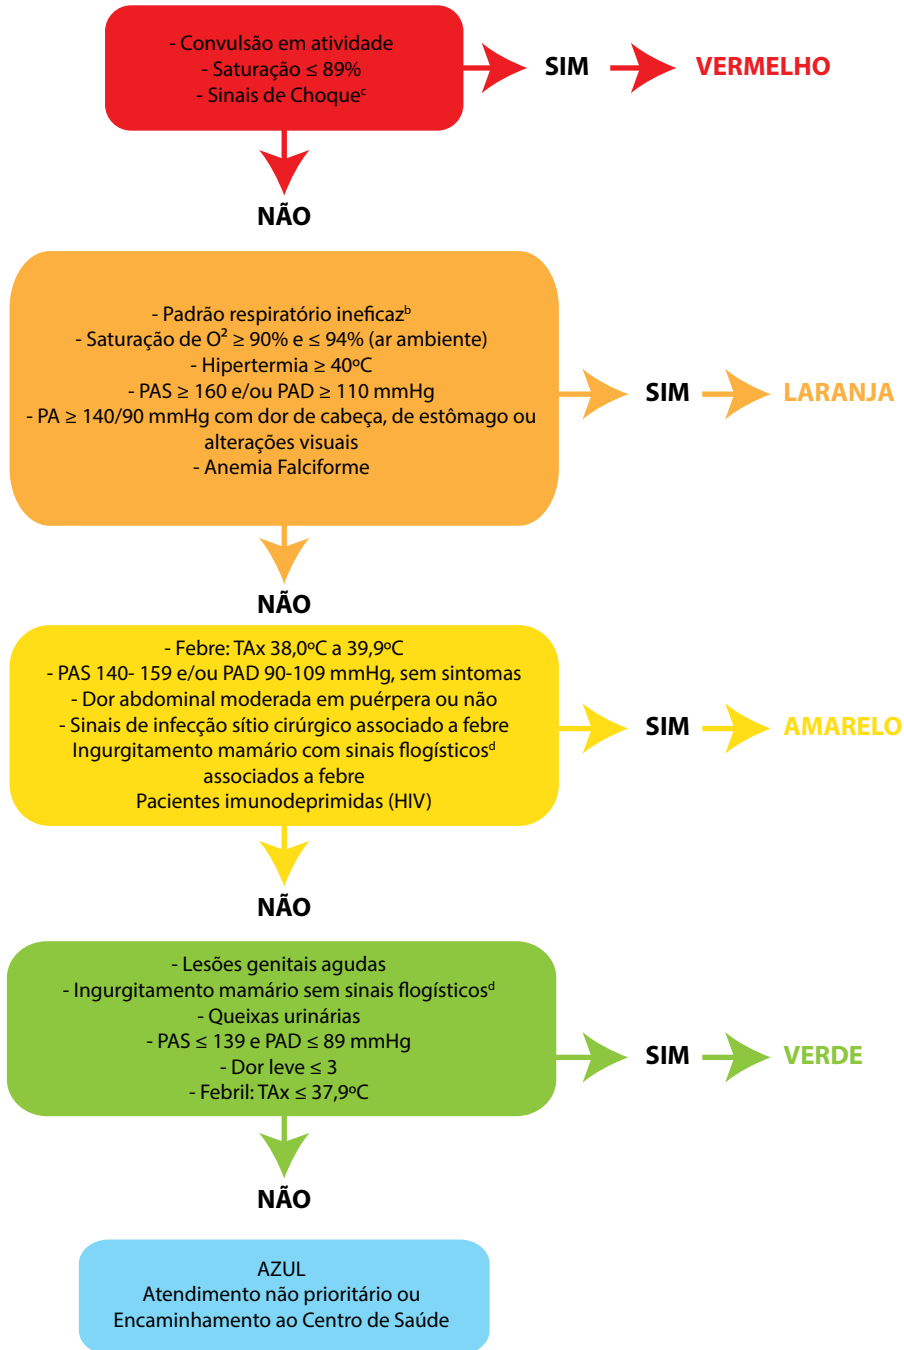 - Convulsão em atividade
- Saturação ≤ 89%
- Sinais de Choqueᶜ
SIM
VERMELHO
NÃO
- Padrão respiratório ineficazᵇ
- Saturação de O² ≥ 90% e ≤ 94% (ar ambiente)
- Hipertermia ≥ 40ºC
- PAS ≥ 160 e/ou PAD ≥ 110 mmHg
- PA ≥ 140/90 mmHg com dor de cabeça, de estômago ou
alterações visuais
- Anemia Falciforme
SIM
LARANJA
NÃO
- Febre: TAx 38,0ºC a 39,9ºC
- PAS 140- 159 e/ou PAD 90-109 mmHg, sem sintomas
- Dor abdominal moderada em puérpera ou não
- Sinais de infecção sítio cirúrgico associado a febre
Ingurgitamento mamário com sinais flogísticosᵈ
associados a febre
Pacientes imunodeprimidas (HIV)
SIM
AMARELO
NÃO
- Lesões genitais agudas
- Ingurgitamento mamário sem sinais flogísticosᵈ
- Queixas urinárias
- PAS ≤ 139 e PAD ≤ 89 mmHg
- Dor leve ≤ 3
- Febril: TAx ≤ 37,9ºC
SIM
VERDE
NÃO
AZUL
Atendimento não prioritário ou
Encaminhamento ao Centro de Saúde